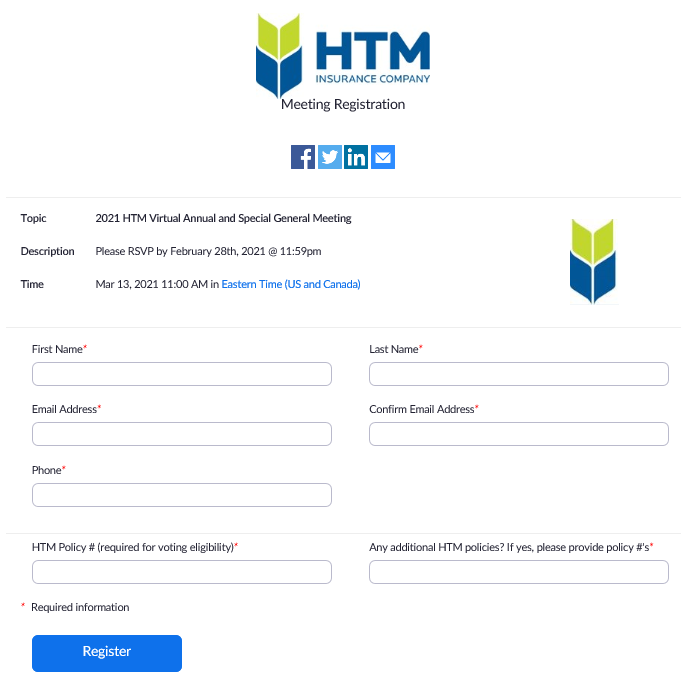 HTM
INSURANCE COMPANY
Meeting Registration
Topic 2021 HTM Virtual Annual and Special General Meeting
Description Please RSVP by February 28th, 2021 @ 11:59pm
Time Mar 13, 2021 11:00 AM in Eastern Time (US and Canada)
First Name* Last Name*
Email Address* Confirm Email Address*
Phone*
HTM Policy # (required for voting eligibility)* Any additional HTM policies? If yes, please provide policy #'s*
* Required information
Register